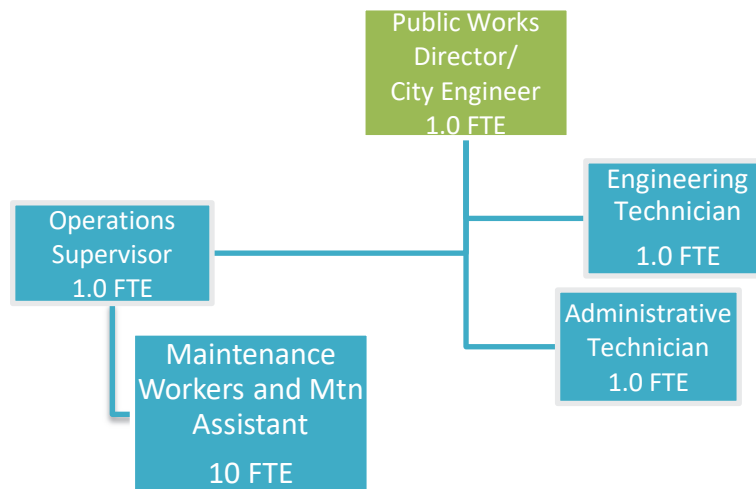 Public Works
Director/
City Engineer
1.0 FTE
Engineering
Technician
1.0 FTE
Operations
Supervisor
1.0 FTE
Administrative
Technician
1.0 FTE
Maintenance
Workers and Mtn
Assistant
10 FTE